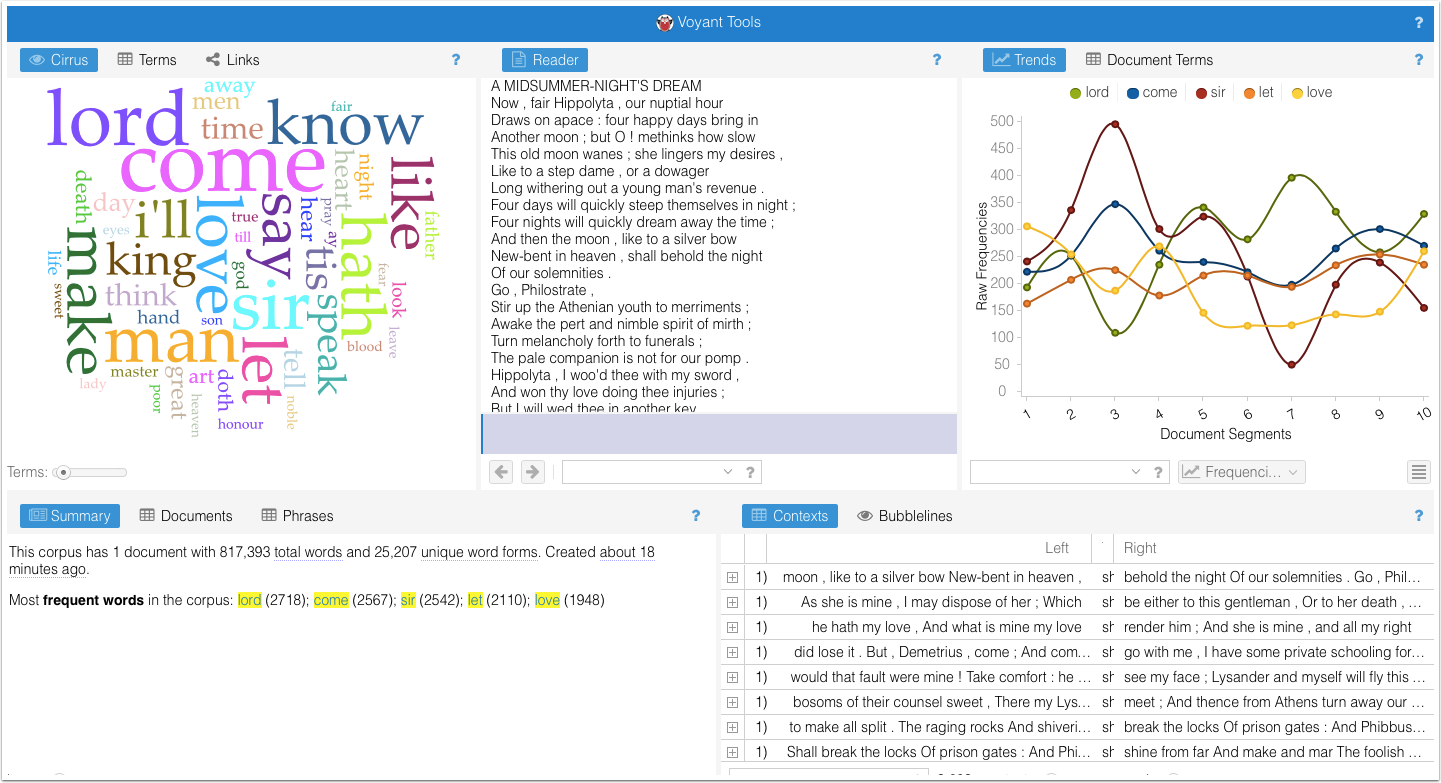 Voyant Tools
?
Cirrus Terms Links ?
away
men
fair
lord
time
know
come
like
heart
night
death
day
i'll
love
true
say
hear
pray
ay
hath
father
eyes
till
make
king
tis
life
god
fear
sweet
think
look
hand
son
sir
speak
leave
man
let
blood
master
lady
great
art
doth
tell
poor
heaven
honour
noble
Terms:
Reader ?
A MIDSUMMER-NIGHT'S DREAM
Now , fair Hippolyta , our nuptial hour
Draws on apace : four happy days bring in
Another moon ; but O ! methinks how slow
This old moon wanes ; she lingers my desires ,
Like to a step dame , or a dowager
Long withering out a young man's revenue .
Four days will quickly steep themselves in night ;
Four nights will quickly dream away the time ;
And then the moon , like to a silver bow
New-bent in heaven , shall behold the night
Of our solemnities .
Go , Philostrate ,
Stir up the Athenian youth to merriments ;
Awake the pert and nimble spirit of mirth ;
Turn melancholy forth to funerals ;
The pale companion is not for our pomp .
Hippolyta , I woo'd thee with my sword ,
And won thy love doing thee injuries ;
But I will wed thee in another key
?
Trends Document Terms ?
lord come sir let love
500
450
400
350
300
250
200
150
100
50
0
Raw Frequencies
1 2 3 4 5 6 7 8 9 10
Document Segments
? Frequenci...
Summary Documents Phrases ?
This corpus has 1 document with 817,393 total words and 25,207 unique word forms. Created about 18
minutes ago.
Most frequent words in the corpus: lord (2718); come (2567); sir (2542); let (2110); love (1948)
Contexts Bubblelines ?
Left Right
1) moon , like to a silver bow New-bent in heaven , sh behold the night Of our solemnities . Go , Phil...
1) As she is mine , I may dispose of her ; Which sh be either to this gentleman , Or to her death , ...
1) he hath my love , And what is mine my love sh render him ; And she is mine , and all my right
1) did lose it . But , Demetrius , come ; And com... sh go with me , I have some private schooling for...
1) would that fault were mine ! Take comfort : he ... sh see my face ; Lysander and myself will fly this ...
1) bosoms of their counsel sweet , There my Lys... sh meet ; And thence from Athens turn away our ...
1) to make all split . The raging rocks And shiveri... sh break the locks Of prison gates : And Phibbus...
1) Shall break the locks Of prison gates : And Phi... sh shine from far And make and mar The foolish ...